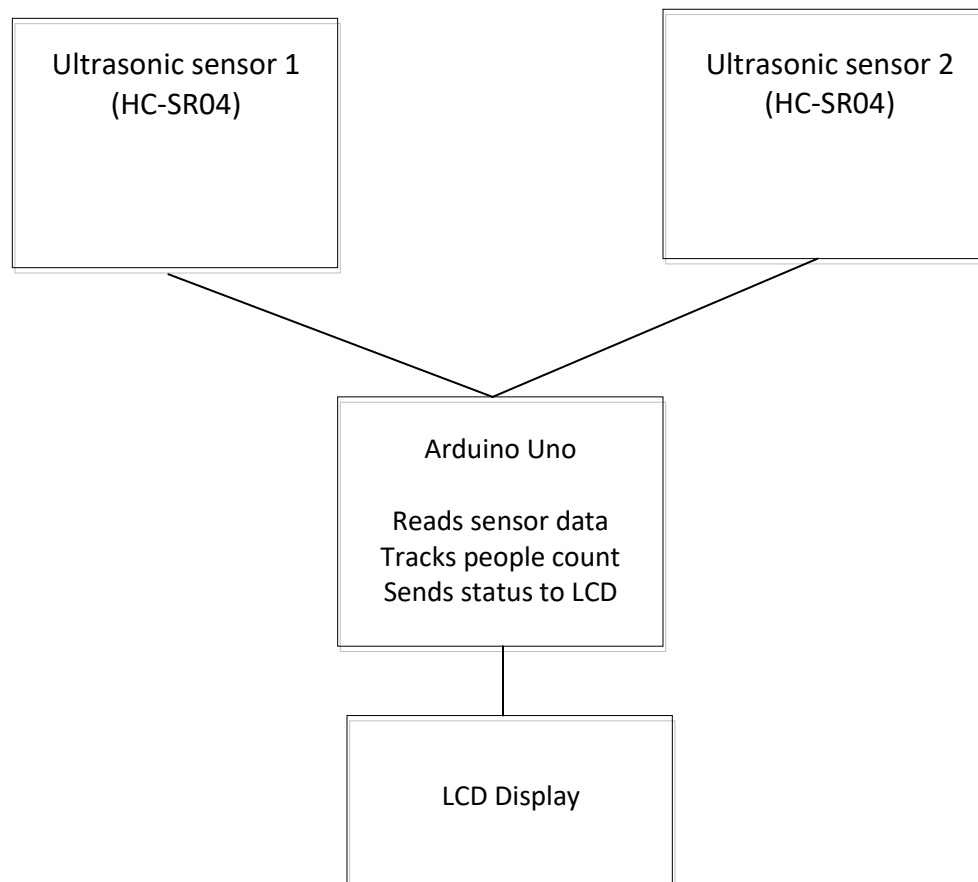 Ultrasonic sensor 1
(HC-SR04)
Ultrasonic sensor 2
(HC-SR04)
Arduino Uno
Reads sensor data
Tracks people count
Sends status to LCD
LCD Display